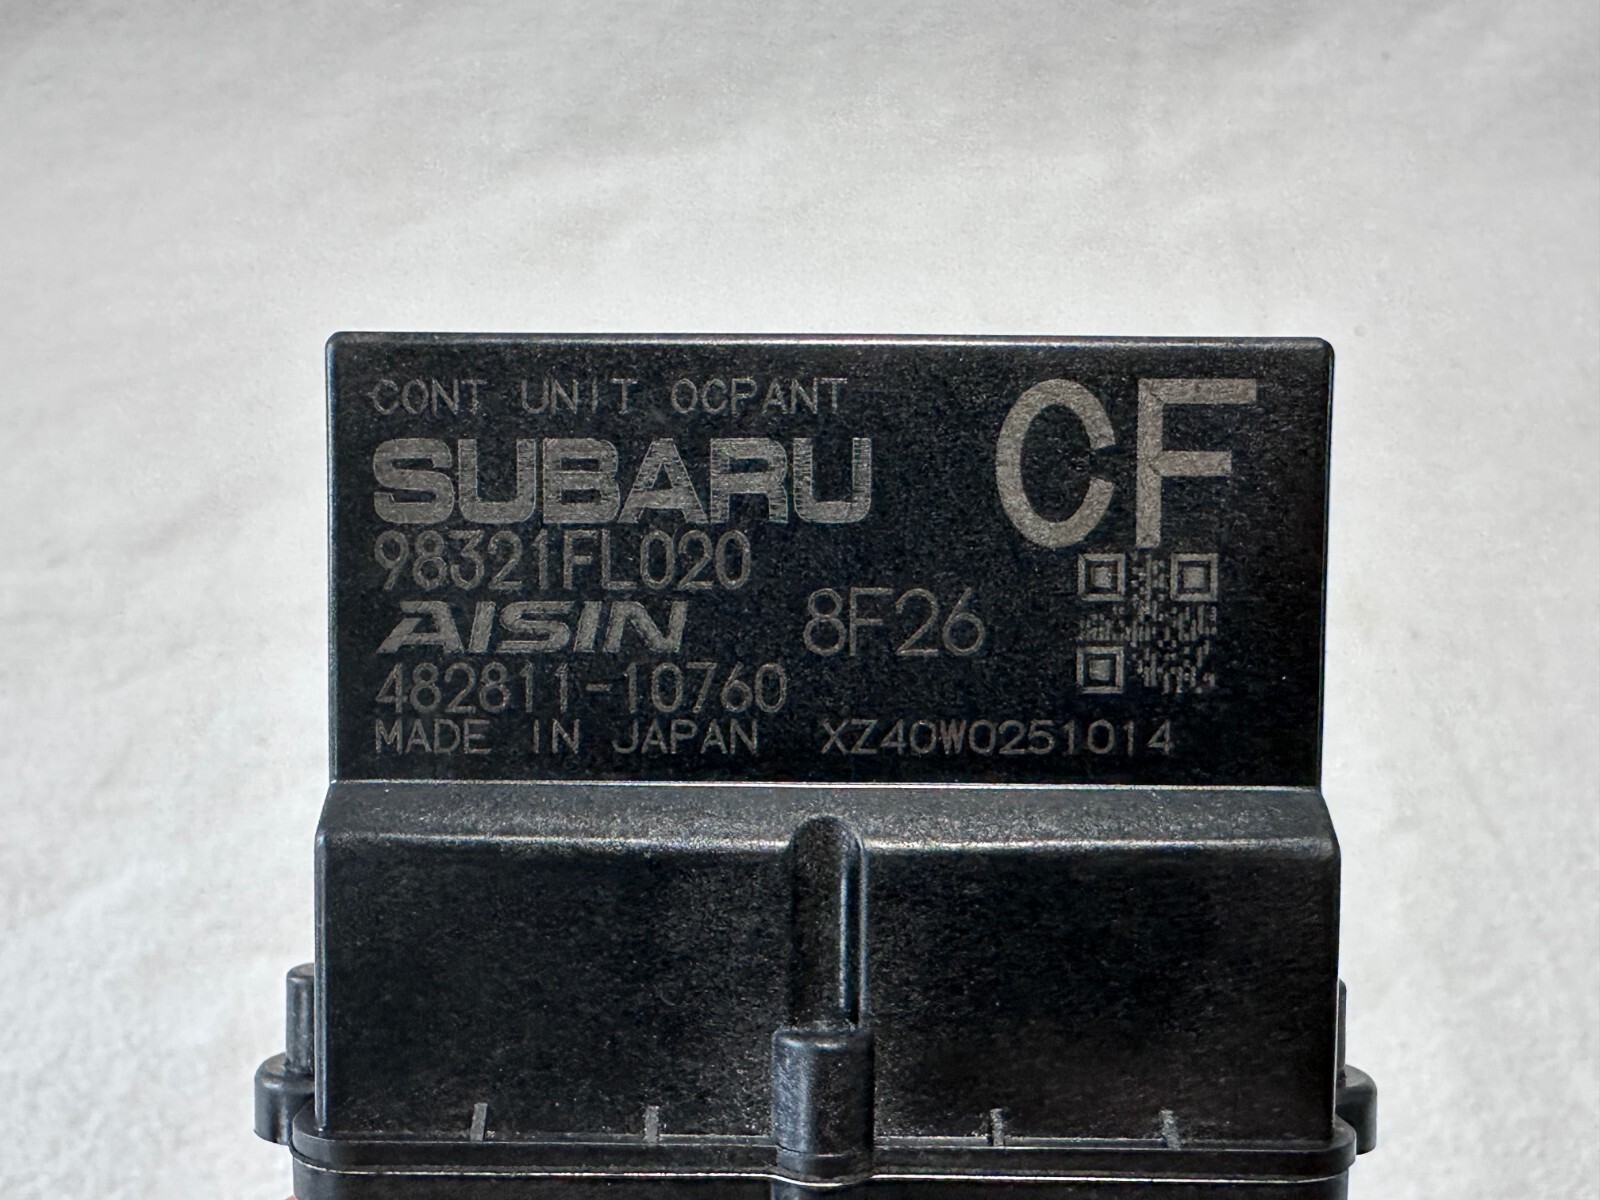 CONT UNIT OCPANT
CF
SUBARU
98321FL020
AISIN
8F26
482811-10760
MADE IN JAPAN XZ40W0251014